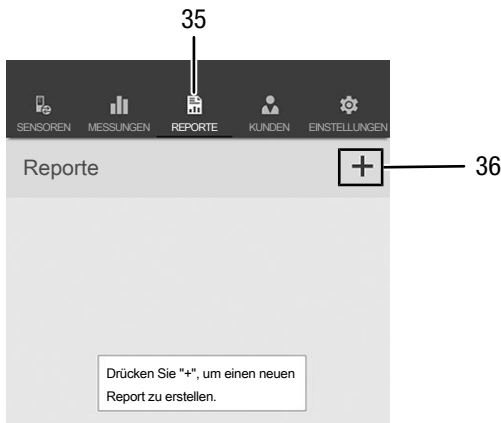 35
SENSOREN MESSUNGEN REPORTE KUNDEN EINSTELLUNGEN
Reporte +
36
Drücken Sie "+", um einen neuen
Report zu erstellen.